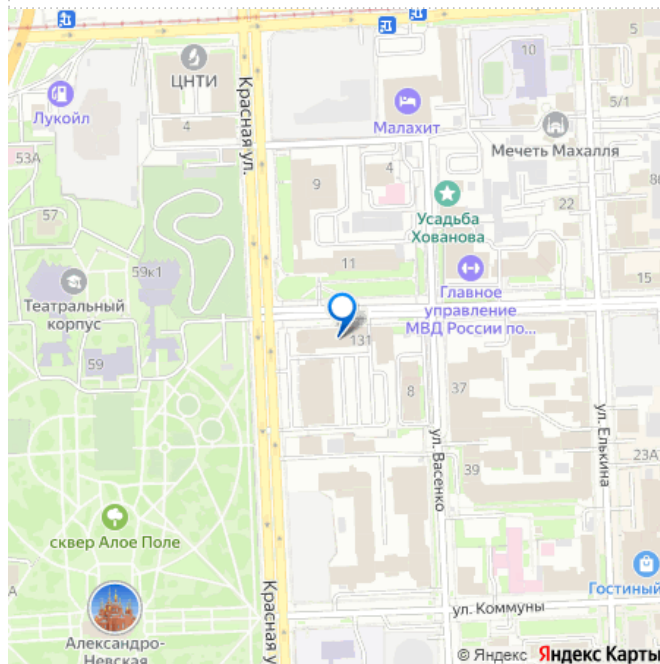 ЦНТИ
Лукойл
4
53А
Красная ул.
Малахит
10
5
5/1
Мечеть Махалля
9
4
Усадьба
Хованова
22
57
59к1
Театральный
корпус
59
11
Главное
управление
МВД России по...
15
131
8
37
ул. Васенко
39
ул. Елькина
23А
сквер Алое Поле
Александро-
Невская
Красная у
ул. Коммуны
Гостиный
© Яндекс Яндекс Карты